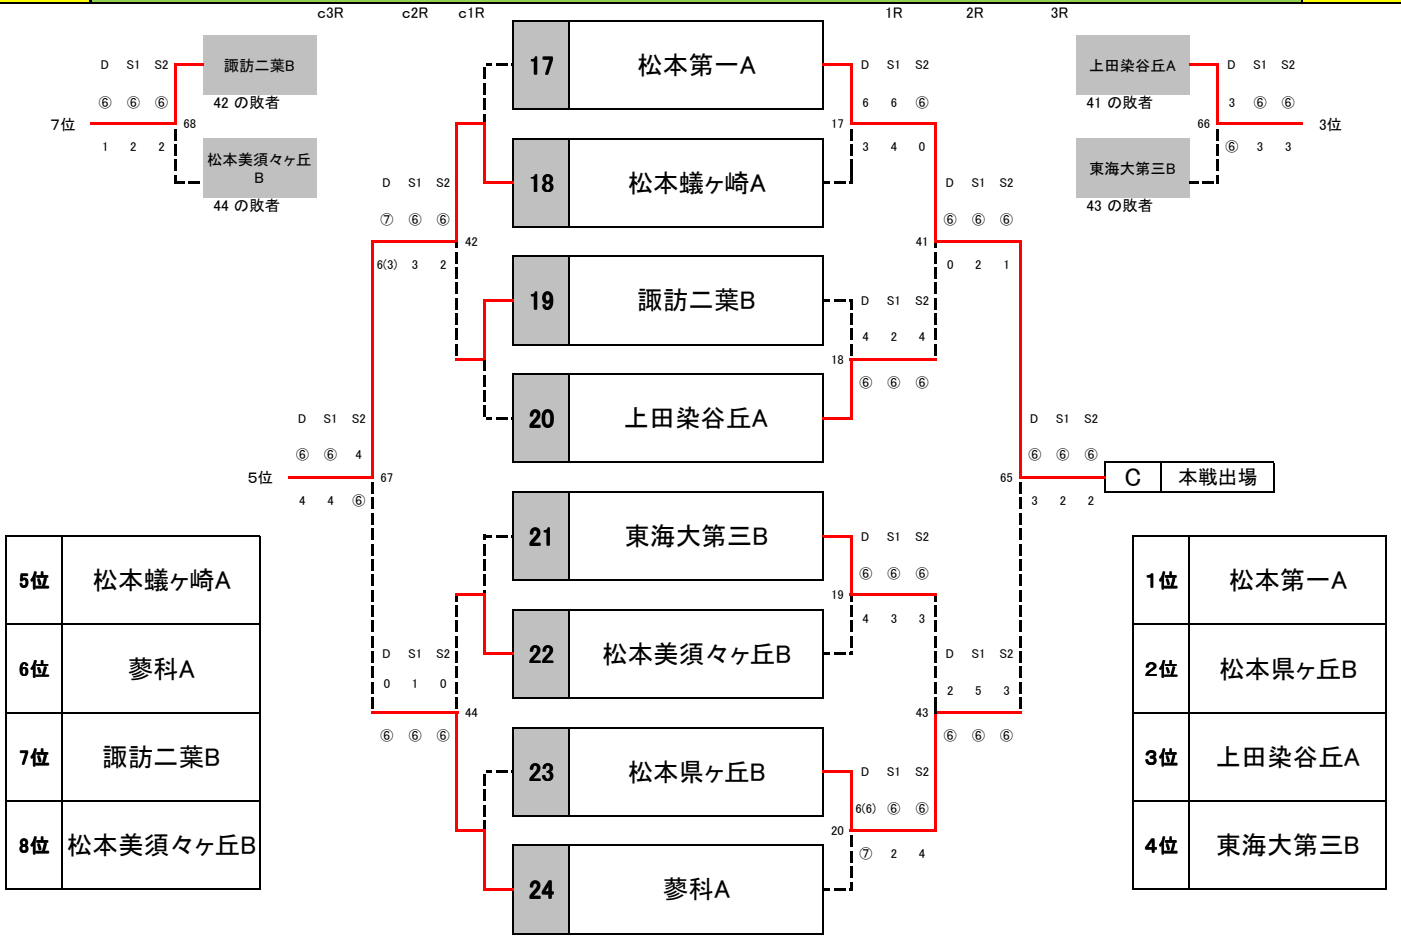 c3R c2R c1R 1R 2R 3R
17 松本第一A
D S1 S2 諏訪二葉B
⑥ ⑥ ⑥ 42 の敗者
7位 68
1 2 2 松本美須々ヶ丘
B
44 の敗者
D S1 S2
6 6 ⑥
17
3 4 0
上田染谷丘A D S1 S2
41 の敗者 3 ⑥ ⑥
66 3位
東海大第三B ⑥ 3 3
43 の敗者
18 松本蟻ヶ崎A
D S1 S2
⑦ ⑥ ⑥
42
6(3) 3 2
D S1 S2
⑥ ⑥ ⑥
41
0 2 1
19 諏訪二葉B
D S1 S2
4 2 4
18
⑥ ⑥ ⑥
20 上田染谷丘A
D S1 S2
⑥ ⑥ 4
5位 67
4 4 ⑥
D S1 S2
⑥ ⑥ ⑥
65 C 本戦出場
3 2 2
21 東海大第三B
D S1 S2
⑥ ⑥ ⑥
19
4 3 3
22 松本美須々ヶ丘B
D S1 S2
0 1 0
44
⑥ ⑥ ⑥
D S1 S2
2 5 3
43
⑥ ⑥ ⑥
23 松本県ヶ丘B
D S1 S2
6(6) ⑥ ⑥
20
⑦ 2 4
24 蓼科A
5位 松本蟻ヶ崎A
6位 蓼科A
7位 諏訪二葉B
8位 松本美須々ヶ丘B
1位 松本第一A
2位 松本県ヶ丘B
3位 上田染谷丘A
4位 東海大第三B